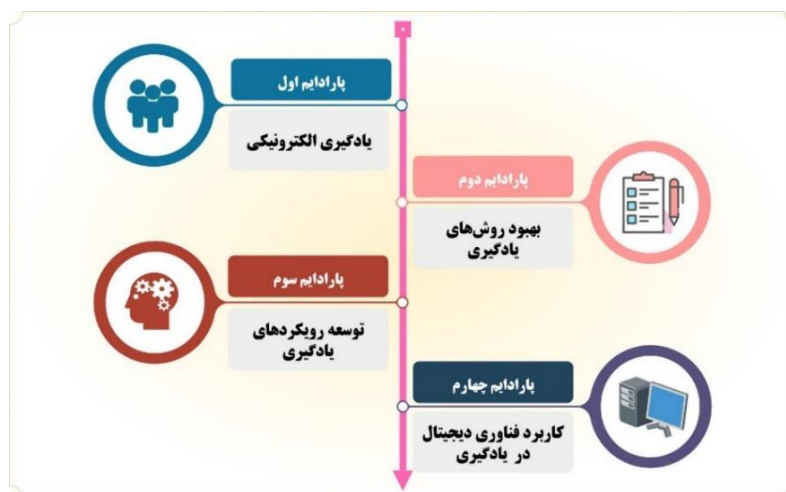 پارادایم اول
یادگیری الکترونیکی
پارادایم دوم
بهبود روش‌های
یادگیری
پارادایم سوم
توسعه رویکردهای
یادگیری
پارادایم چهارم
کاربرد فناوری دیجیتال
در یادگیری